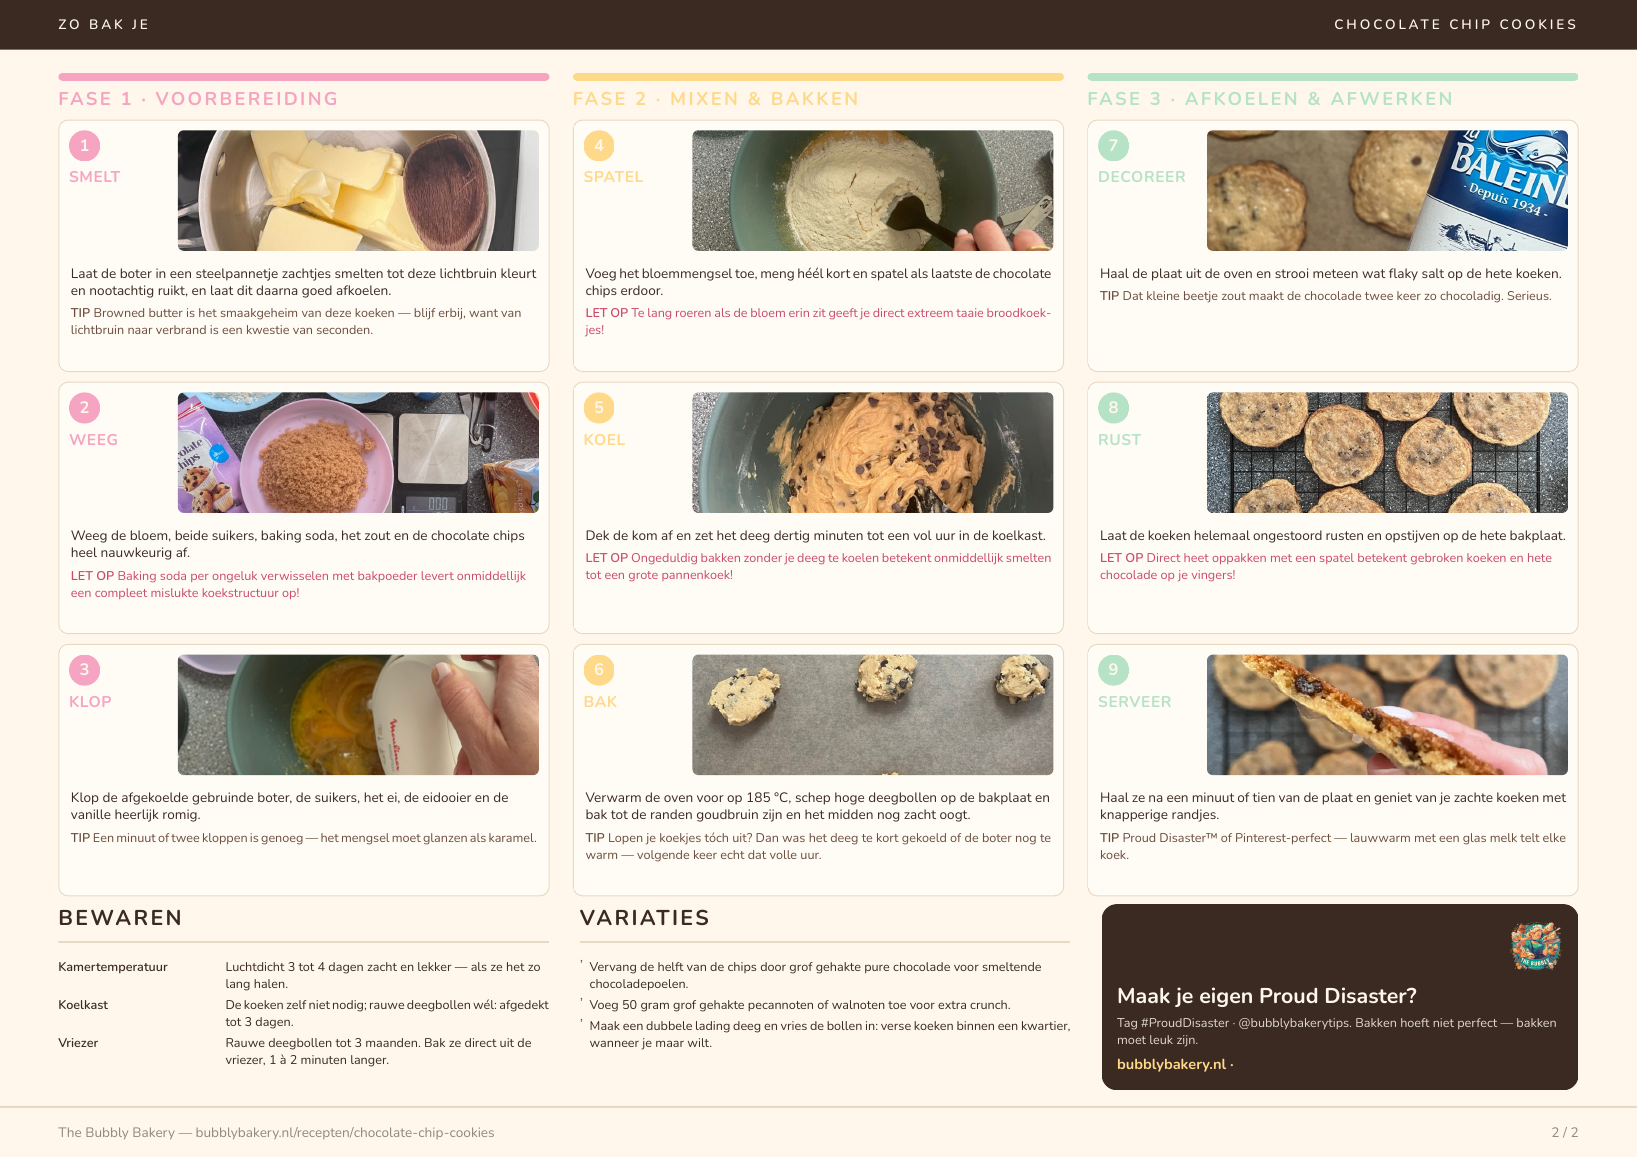 ZO BAK JE
CHOCOLATE CHIP COOKIES
FASE 1 · VOORBEREIDING
1
SMELT
Laat de boter in een steelpannetje zachtjes smelten tot deze lichtbruin kleurt
en nootachtig ruikt, en laat dit daarna goed afkoelen.
TIP Browned butter is het smaakgeheim van deze koeken — blijf erbij, want van
lichtbruin naar verbrand is een kwestie van seconden.
2
WEEG
Weeg de bloem, beide suikers, baking soda, het zout en de chocolate chips
heel nauwkeurig af.
LET OP Baking soda per ongeluk verwisselen met bakpoeder levert onmiddellijk
een compleet mislukte koekstructuur op!
3
KLOP
Moulinex
Klop de afgekoelde gebruinde boter, de suikers, het ei, de eidooier en de
vanille heerlijk romig.
TIP Een minuut of twee kloppen is genoeg — het mengsel moet glanzen als karamel.
FASE 2 · MIXEN & BAKKEN
4
SPATEL
Voeg het bloemmengsel toe, meng héél kort en spatel als laatste de chocolate
chips erdoor.
LET OP Te lang roeren als de bloem erin zit geeft je direct extreem taaie broodkoek-
jes!
5
KOEL
Dek de kom af en zet het deeg dertig minuten tot een vol uur in de koelkast.
LET OP Ongeduldig bakken zonder je deeg te koelen betekent onmiddellijk smelten
tot een grote pannenkoek!
6
BAK
Verwarm de oven voor op 185 °C, schep hoge deegbollen op de bakplaat en
bak tot de randen goudbruin zijn en het midden nog zacht oogt.
TIP Lopen je koekjes tóch uit? Dan was het deeg te kort gekoeld of de boter nog te
warm — volgende keer echt dat volle uur.
FASE 3 · AFKOELEN & AFWERKEN
7
DECOREER
La
BALEINE
- Depuis 1934 -
Haal de plaat uit de oven en strooi meteen wat flaky salt op de hete koeken.
TIP Dat kleine beetje zout maakt de chocolade twee keer zo chocoladig. Serieus.
8
RUST
Laat de koeken helemaal ongestoord rusten en opstijven op de hete bakplaat.
LET OP Direct heet oppakken met een spatel betekent gebroken koeken en hete
chocolade op je vingers!
9
SERVEER
Haal ze na een minuut of tien van de plaat en geniet van je zachte koeken met
knapperige randjes.
TIP Proud Disaster™ of Pinterest-perfect — lauwwarm met een glas melk telt elke
koek.
BEWAREN
Kamertemperatuur
Luchtdicht 3 tot 4 dagen zacht en lekker — als ze het zo
lang halen.
Koelkast
De koeken zelf niet nodig; rauwe deegbollen wél: afgedekt
tot 3 dagen.
Vriezer
Rauwe deegbollen tot 3 maanden. Bak ze direct uit de
vriezer, 1 à 2 minuten langer.
VARIATIES
' Vervang de helft van de chips door grof gehakte pure chocolade voor smeltende
chocoladepoelen.
' Voeg 50 gram grof gehakte pecannoten of walnoten toe voor extra crunch.
' Maak een dubbele lading deeg en vries de bollen in: verse koeken binnen een kwartier,
wanneer je maar wilt.
THE BUBBLY
Maak je eigen Proud Disaster?
Tag #ProudDisaster · @bubblybakerytips. Bakken hoeft niet perfect — bakken
moet leuk zijn.
bubblybakery.nl ·
The Bubbly Bakery — bubblybakery.nl/recepten/chocolate-chip-cookies
2 / 2